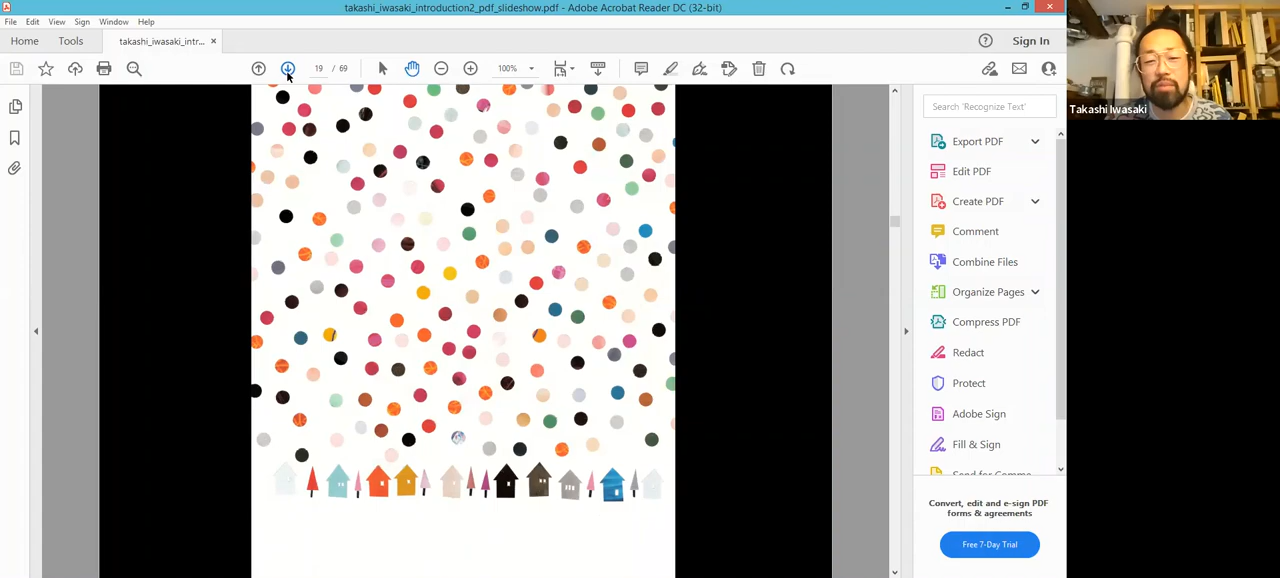 takashi_iwasaki_introduction2_pdf_slideshow.pdf - Adobe Acrobat Reader DC (32-bit)
File Edit View Sign Window Help
Home Tools takashi_iwasaki_intr... × Sign In
19 / 69 100%
Takashi Iwasaki
Search 'Recognize Text'
Export PDF
Edit PDF
Create PDF
Comment
Combine Files
Organize Pages
Compress PDF
Redact
Protect
Adobe Sign
Fill & Sign
Convert, edit and e-sign PDF
forms & agreements
Free 7-Day Trial